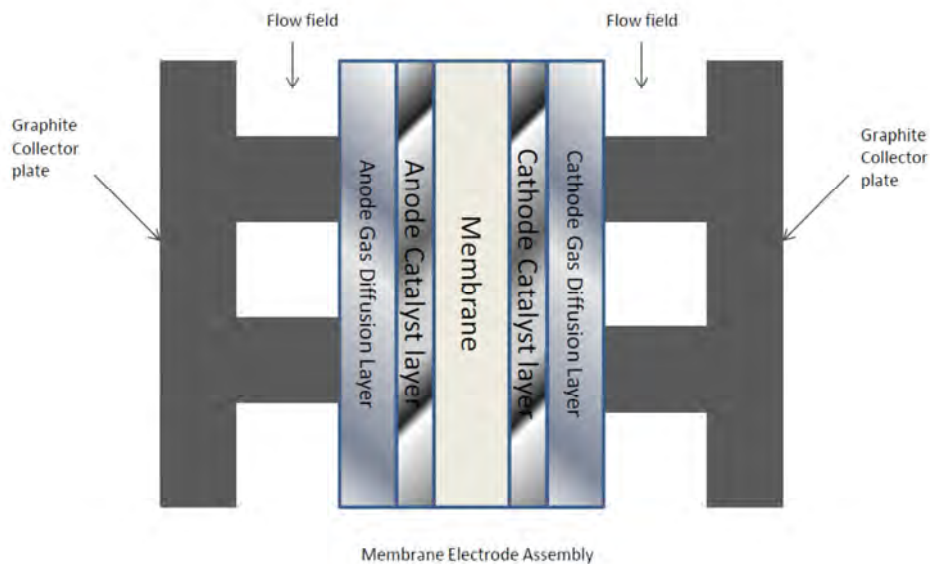 Flow field
Flow field
Graphite
Collector
plate
Graphite
Collector
plate
Anode Gas Diffusion Layer
Anode Catalyst layer
Membrane
Cathode Catalyst layer
Cathode Gas Diffusion Layer
Membrane Electrode Assembly